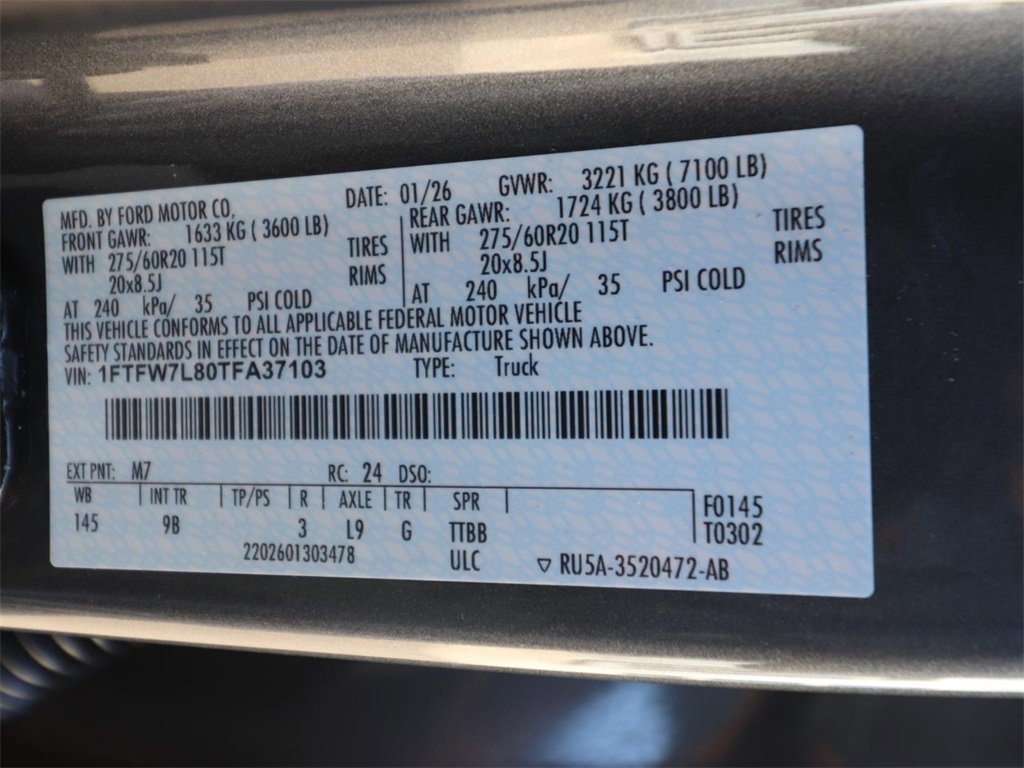 MFD. BY FORD MOTOR CO. DATE: 01/26 GVWR: 3221 KG ( 7100 LB)
FRONT GAWR: 1633 KG ( 3600 LB) REAR GAWR: 1724 KG ( 3800 LB)
WITH 275/60R20 115T TIRES WITH 275/60R20 115T TIRES
20x8.5J RIMS 20x8.5J RIMS
AT 240 kPa/ 35 PSI COLD AT 240 kPa/ 35 PSI COLD
THIS VEHICLE CONFORMS TO ALL APPLICABLE FEDERAL MOTOR VEHICLE
SAFETY STANDARDS IN EFFECT ON THE DATE OF MANUFACTURE SHOWN ABOVE.
VIN: 1FTFW7L80TFA37103 TYPE: Truck
EXT PNT: M7 RC: 24 DSO:
WB INT TR TP/PS R AXLE TR SPR F0145
145 9B 3 L9 G TTBB T0302
2202601303478 ULC RU5A-3520472-AB